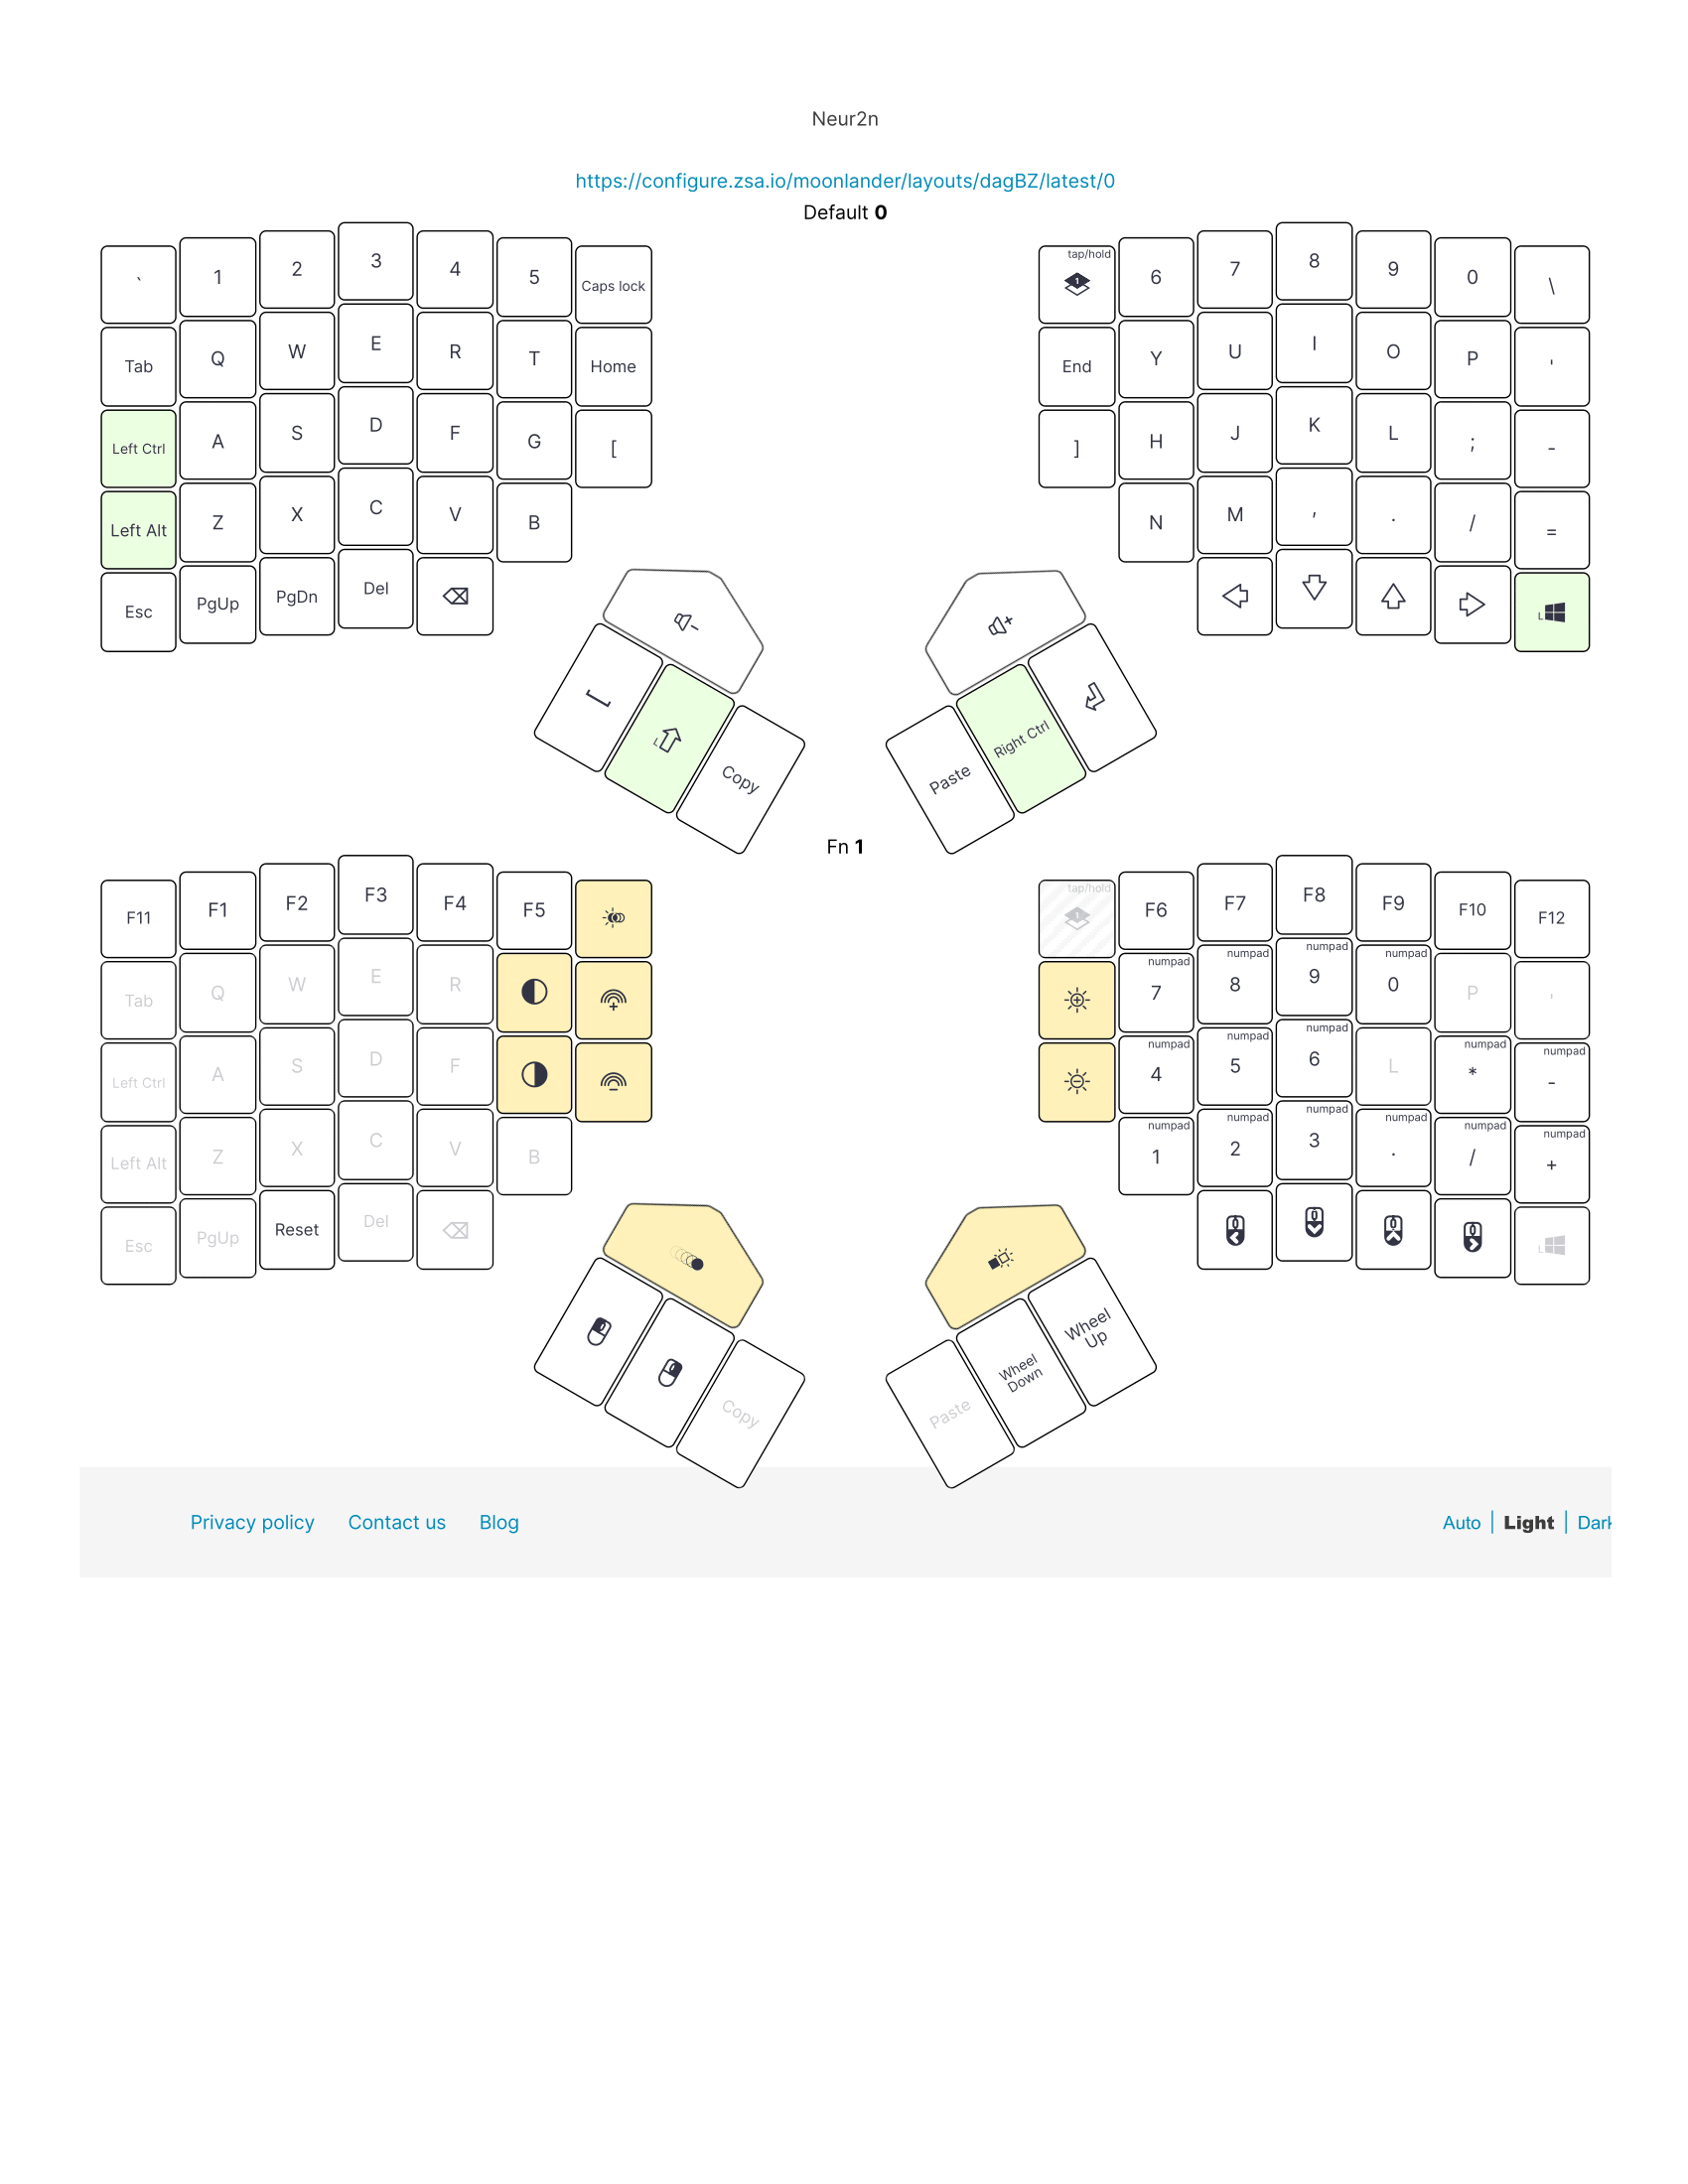 Neur2n
https://configure.zsa.io/moonlander/layouts/dagBZ/latest/0
Default 0
` 1 2 3 4 5 Caps lock tap/hold 1 6 7 8 9 0 \
Tab Q W E R T Home End Y U I O P '
Left Ctrl A S D F G [ ] H J K L ; -
Left Alt Z X C V B N M , . / =
Esc PgUp PgDn Del L
L Copy Paste Right Ctrl
Fn 1
F11 F1 F2 F3 F4 F5 tap/hold 1 F6 F7 F8 F9 F10 F12
Tab Q W E R numpad 7 numpad 8 numpad 9 numpad 0 P '
Left Ctrl A S D F numpad 4 numpad 5 numpad 6 L numpad * numpad -
Left Alt Z X C V B numpad 1 numpad 2 numpad 3 numpad . numpad / numpad +
Esc PgUp Reset Del L
Copy Paste Wheel Down Wheel Up
Privacy policy Contact us Blog Auto | Light | Dark